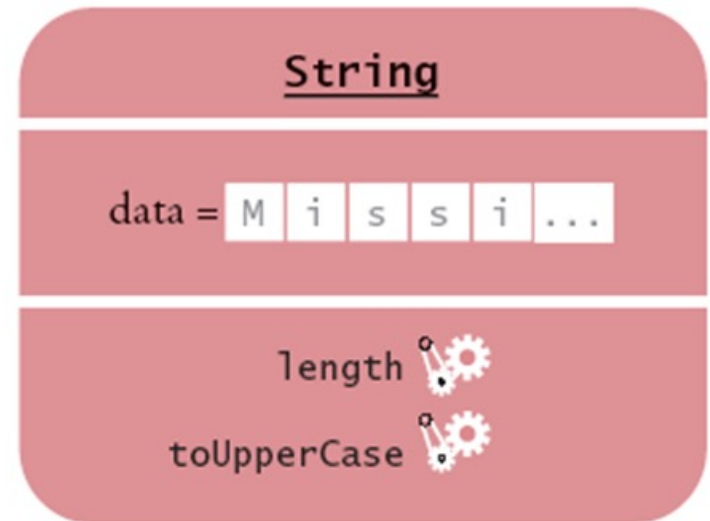 String
data = M i s s i ...
length
toUpperCase